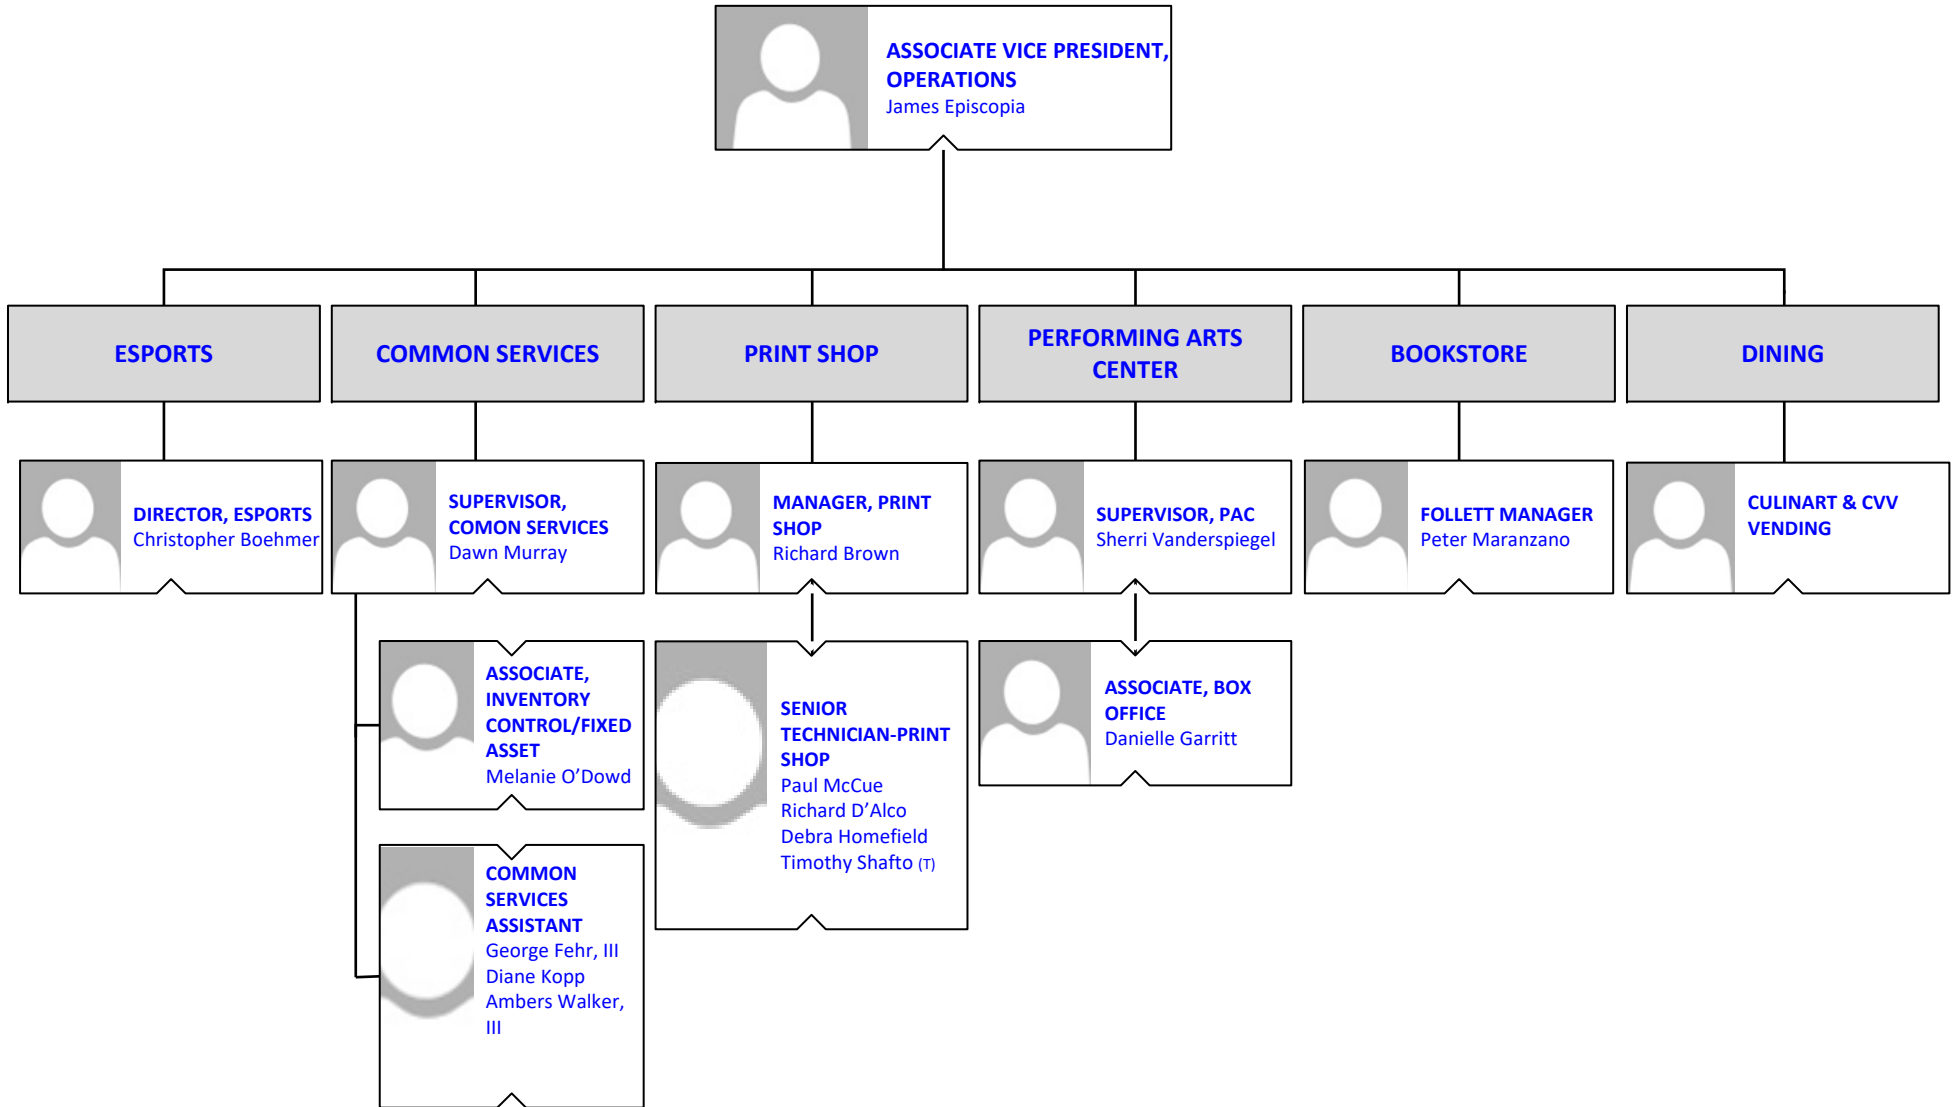 ASSOCIATE VICE PRESIDENT,
OPERATIONS
James Episcopia
ESPORTS
COMMON SERVICES
PRINT SHOP
PERFORMING ARTS
CENTER
BOOKSTORE
DINING
DIRECTOR, ESPORTS
Christopher Boehmer
SUPERVISOR,
COMON SERVICES
Dawn Murray
MANAGER, PRINT
SHOP
Richard Brown
SUPERVISOR, PAC
Sherri Vanderspiegel
FOLLETT MANAGER
Peter Maranzano
CULINART & CVV
VENDING
ASSOCIATE,
INVENTORY
CONTROL/FIXED
ASSET
Melanie O’Dowd
SENIOR
TECHNICIAN-PRINT
SHOP
Paul McCue
Richard D’Alco
Debra Homefield
Timothy Shafto (T)
ASSOCIATE, BOX
OFFICE
Danielle Garritt
COMMON
SERVICES
ASSISTANT
George Fehr, III
Diane Kopp
Ambers Walker,
III